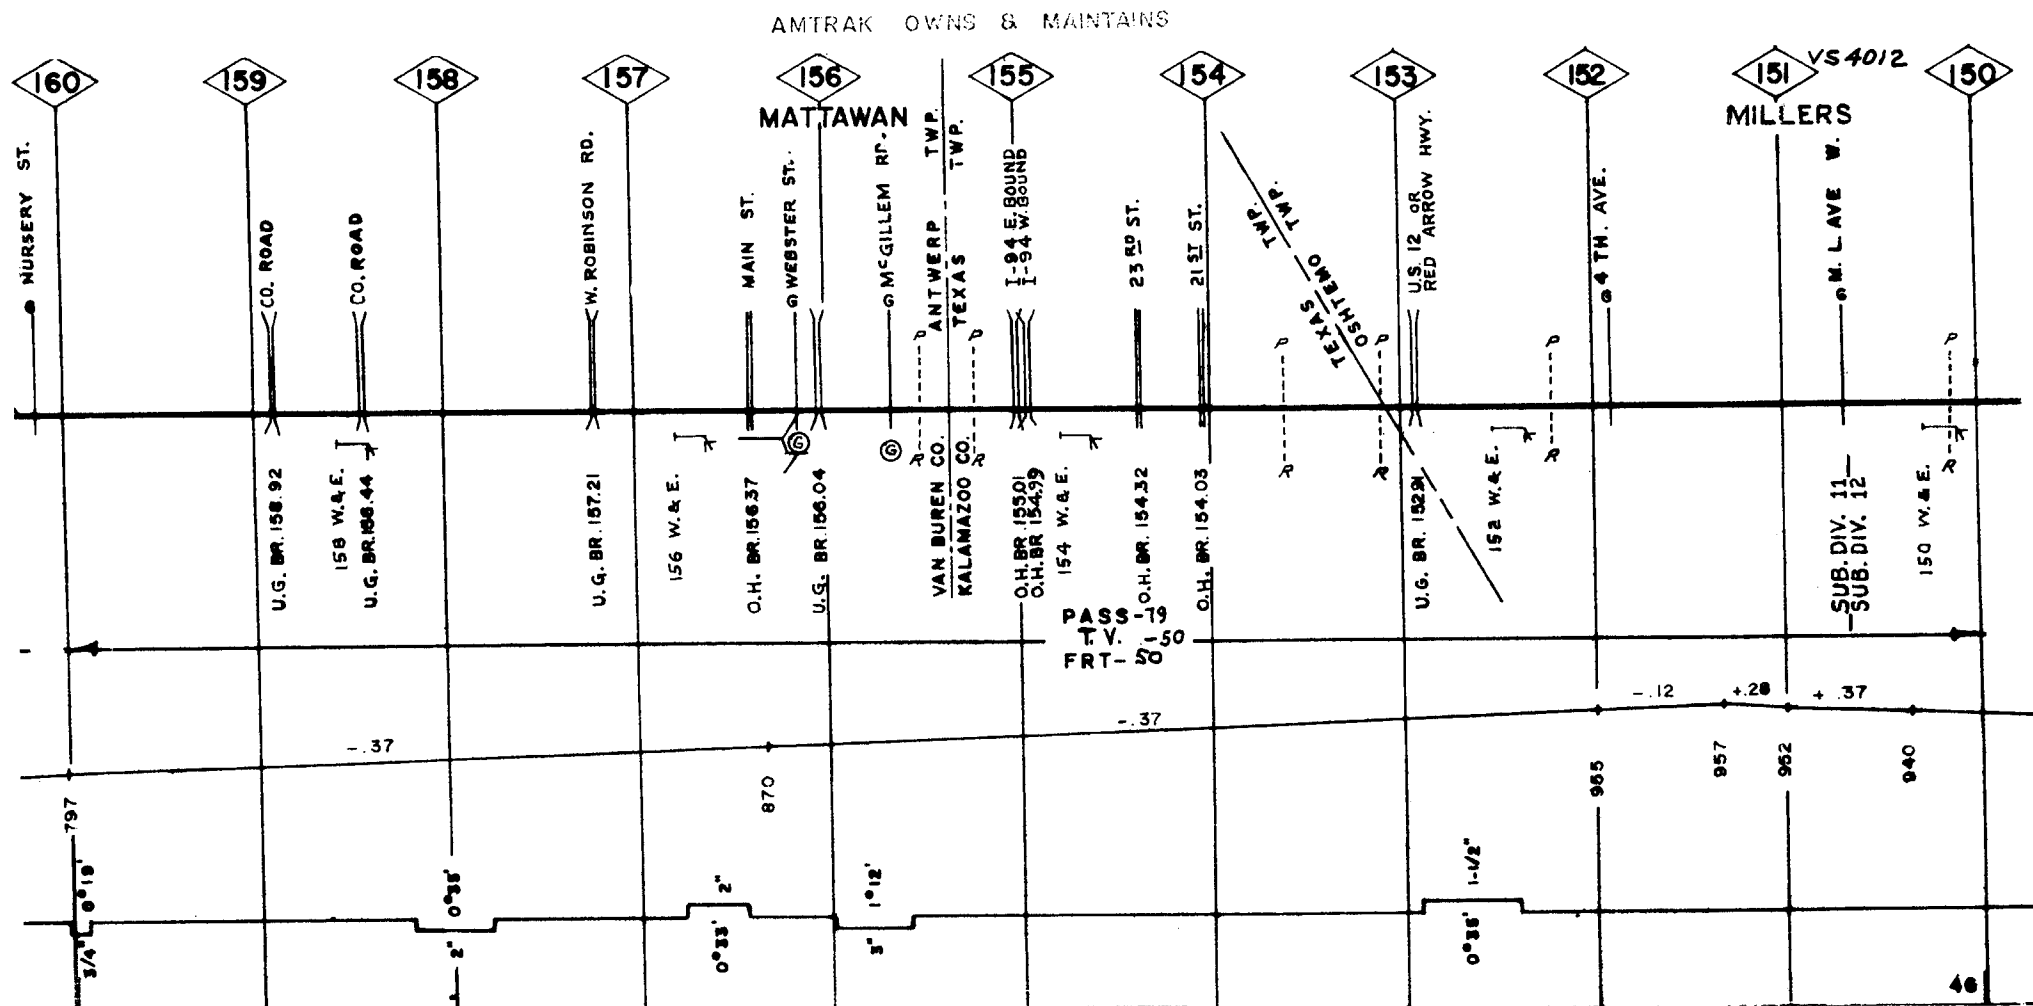 AMTRAK OWNS & MAINTAINS
160
159
158
157
156
155
154
153
152
151
VS 4012
150
MATTAWAN
MILLERS
NURSERY ST.
CO. ROAD
CO. ROAD
W. ROBINSON RD.
MAIN ST.
WEBSTER ST.
McGILLEM RD.
ANTWERP TWP.
TEXAS TWP.
I-94 E. BOUND
I-94 W. BOUND
23 RD ST.
21 ST ST.
TEXAS TWP.
OSHTEMO TWP.
U.S. 12 OR
RED ARROW HWY.
4 TH. AVE.
M. L. AVE W.
P
P
P
P
P
P
G
G
R
R
R
R
R
R
U.G. BR. 158.92
158 W. & E.
U.G. BR. 158.44
U.G. BR. 157.21
156 W. & E.
O.H. BR. 156.37
U.G. BR. 156.04
VAN BUREN CO.
KALAMAZOO CO.
O.H. BR. 155.01
O.H. BR. 154.99
154 W. & E.
O.H. BR. 154.32
O.H. BR. 154.03
U.G. BR. 152.91
152 W. & E.
SUB. DIV. 11
SUB. DIV. 12
150 W. & E.
PASS-79
T.V. -50
FRT- 50
-.37
-.37
-.12
+.28
+ .37
797
870
955
957
952
940
0°19'
3/4"
0°35'
2"
2"
0°33'
1°12'
3"
1-1/2"
0°35'
46